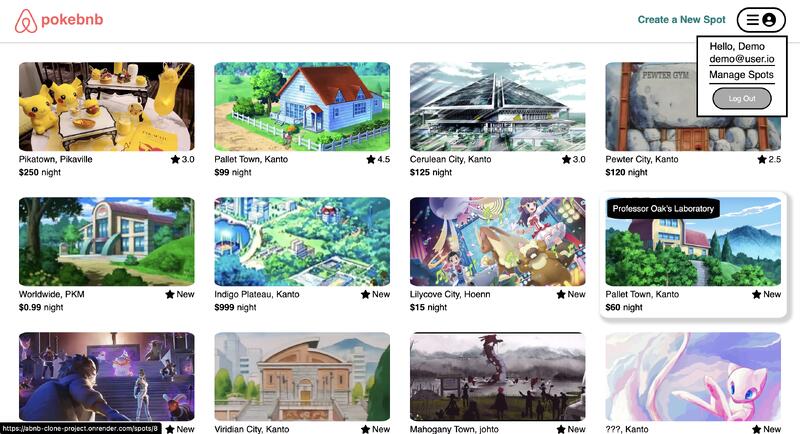 pokebnb
Create a New Spot
Hello, Demo
demo@user.io
Manage Spots
Log Out
PEWTER GYM
Pikatown, Pikaville
3.0
$250 night
Pallet Town, Kanto
4.5
$99 night
Cerulean City, Kanto
3.0
$125 night
Pewter City, Kanto
2.5
$120 night
Professor Oak's Laboratory
Worldwide, PKM
New
$0.99 night
Indigo Plateau, Kanto
New
$999 night
Lilycove City, Hoenn
New
$15 night
Pallet Town, Kanto
New
$60 night
https://abnb-clone-project.onrender.com/spots/8
New
Viridian City, Kanto
New
Mahogany Town, johto
New
???, Kanto
New